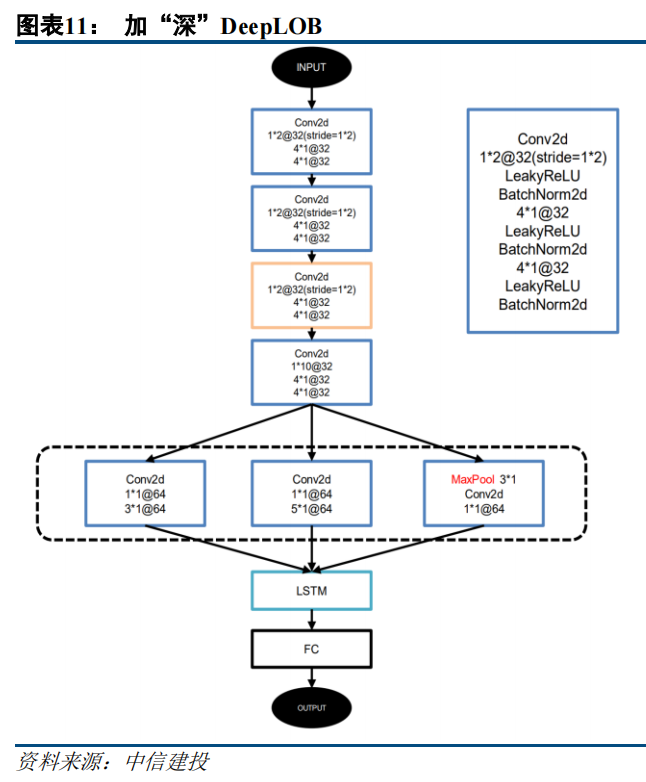 图表11： 加“深”DeepLOB
INPUT
Conv2d
1*2@32(stride=1*2)
4*1@32
4*1@32
Conv2d
1*2@32(stride=1*2)
4*1@32
4*1@32
Conv2d
1*2@32(stride=1*2)
4*1@32
4*1@32
Conv2d
1*10@32
4*1@32
4*1@32
Conv2d
1*2@32(stride=1*2)
LeakyReLU
BatchNorm2d
4*1@32
LeakyReLU
BatchNorm2d
4*1@32
LeakyReLU
BatchNorm2d
Conv2d
1*1@64
3*1@64
Conv2d
1*1@64
5*1@64
MaxPool 3*1
Conv2d
1*1@64
LSTM
FC
OUTPUT
资料来源：中信建投